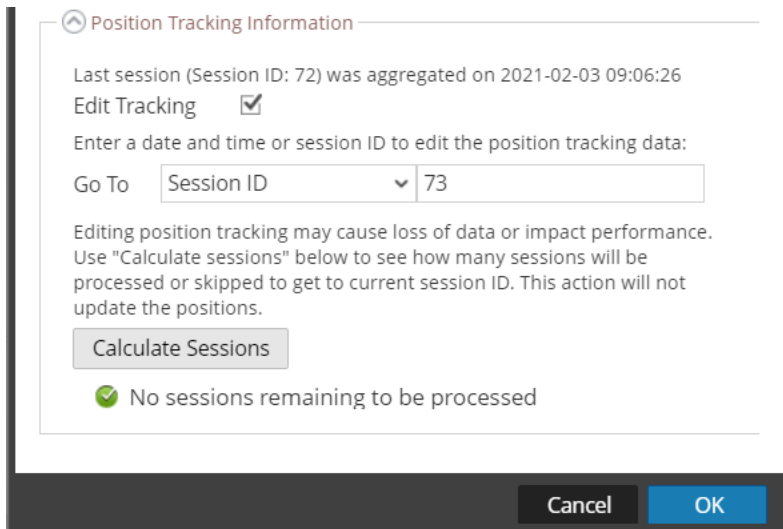 Position Tracking Information
Last session (Session ID: 72) was aggregated on 2021-02-03 09:06:26
Edit Tracking
Enter a date and time or session ID to edit the position tracking data:
Go To Session ID 73
Editing position tracking may cause loss of data or impact performance.
Use "Calculate sessions" below to see how many sessions will be
processed or skipped to get to current session ID. This action will not
update the positions.
Calculate Sessions
No sessions remaining to be processed
Cancel OK